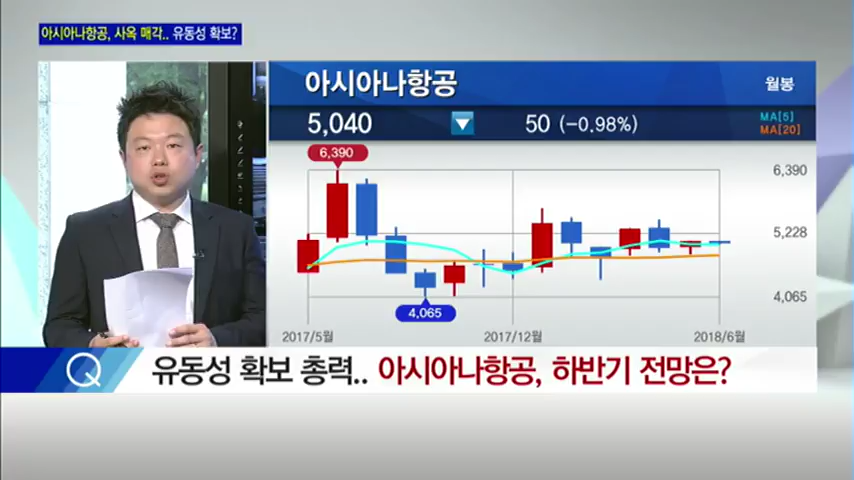 아시아나항공, 사옥 매각.. 유동성 확보?
아시아나항공
월봉
5,040 ▼ 50 (-0.98%)
MA[5]
MA[20]
6,390
6,390
5,228
4,065
4,065
2017/5월
2017/12월
2018/6월
Q 유동성 확보 총력.. 아시아나항공, 하반기 전망은?